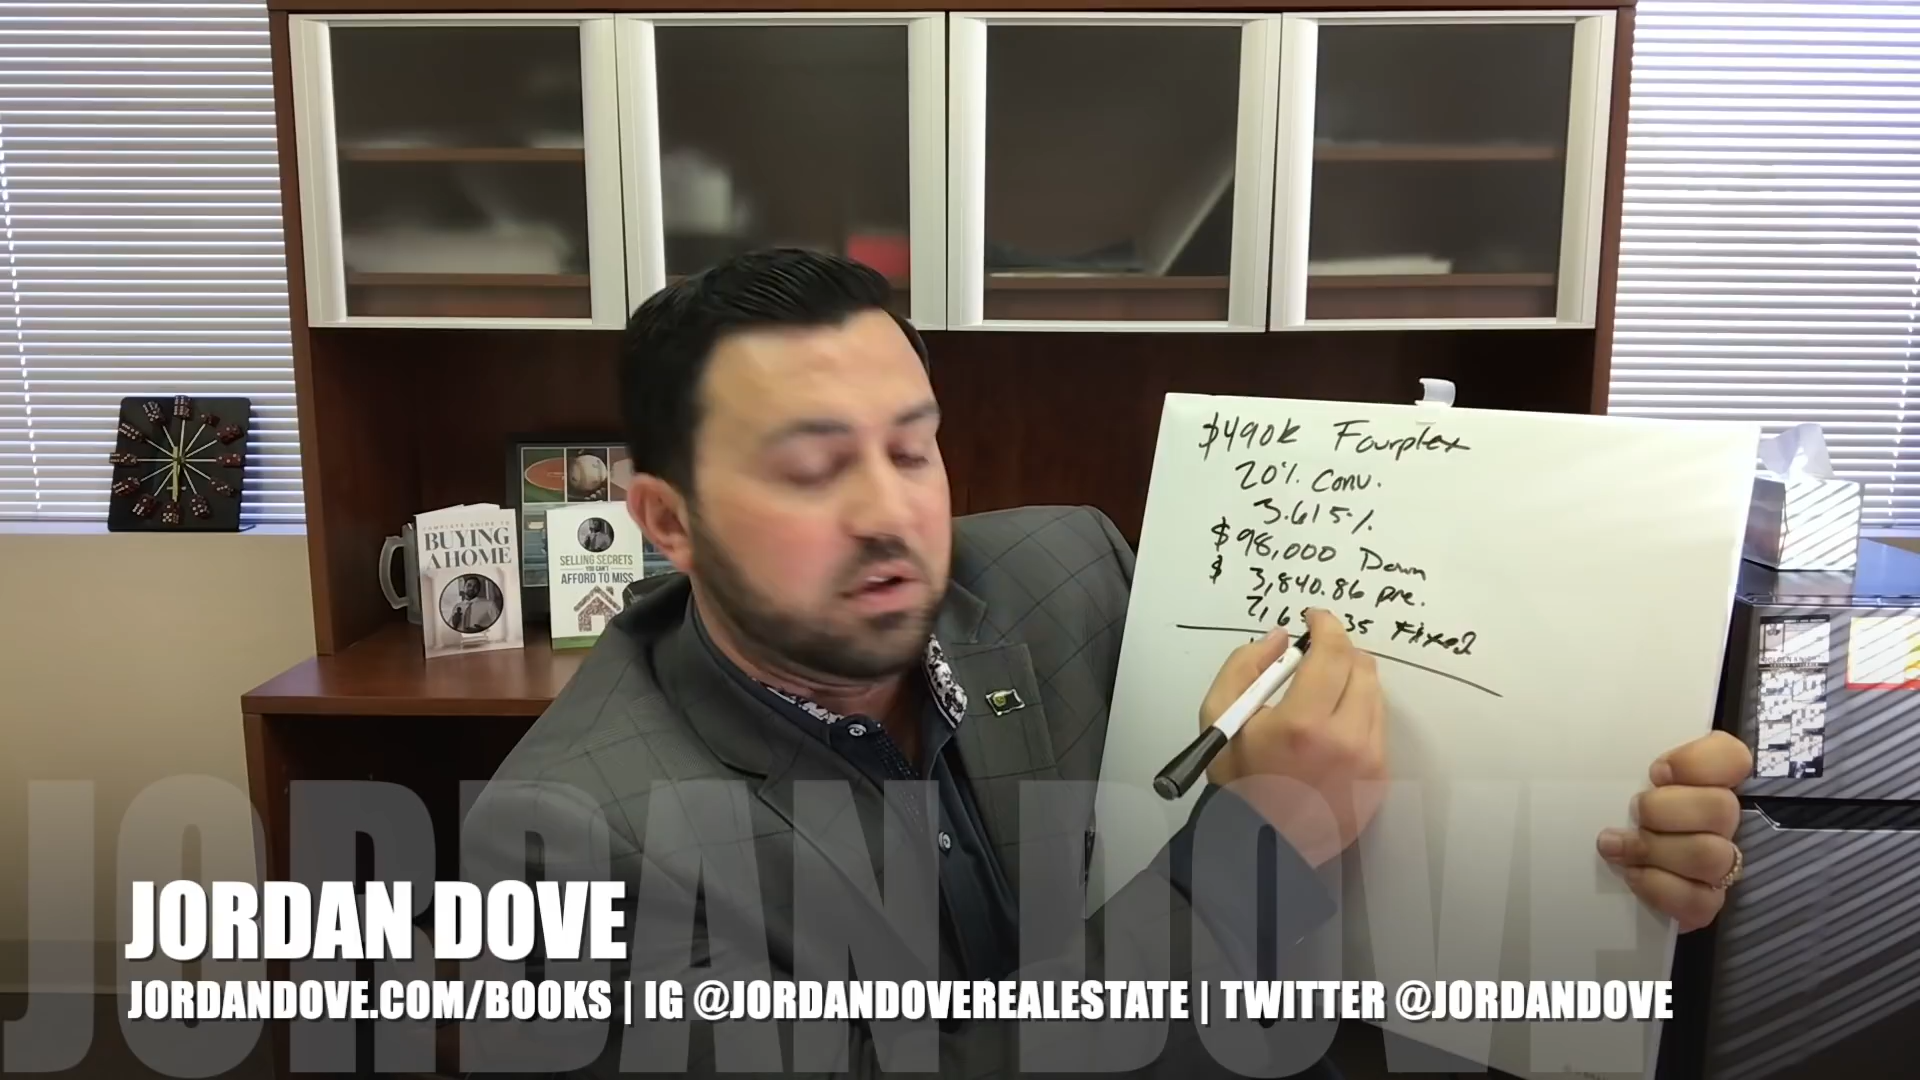 $490k Fourplex
20% Conv.
3.615%
$98,000 Down
$ 3,840.86 pre.
35 Fixed
COMPLETE GUIDE TO
BUYING
A HOME
SELLING SECRETS
YOU CAN'T
AFFORD TO MISS
JORDAN DOVE
JORDAN DOVE
JORDANDOVE.COM/BOOKS | IG @JORDANDOVEREALESTATE | TWITTER @JORDANDOVE